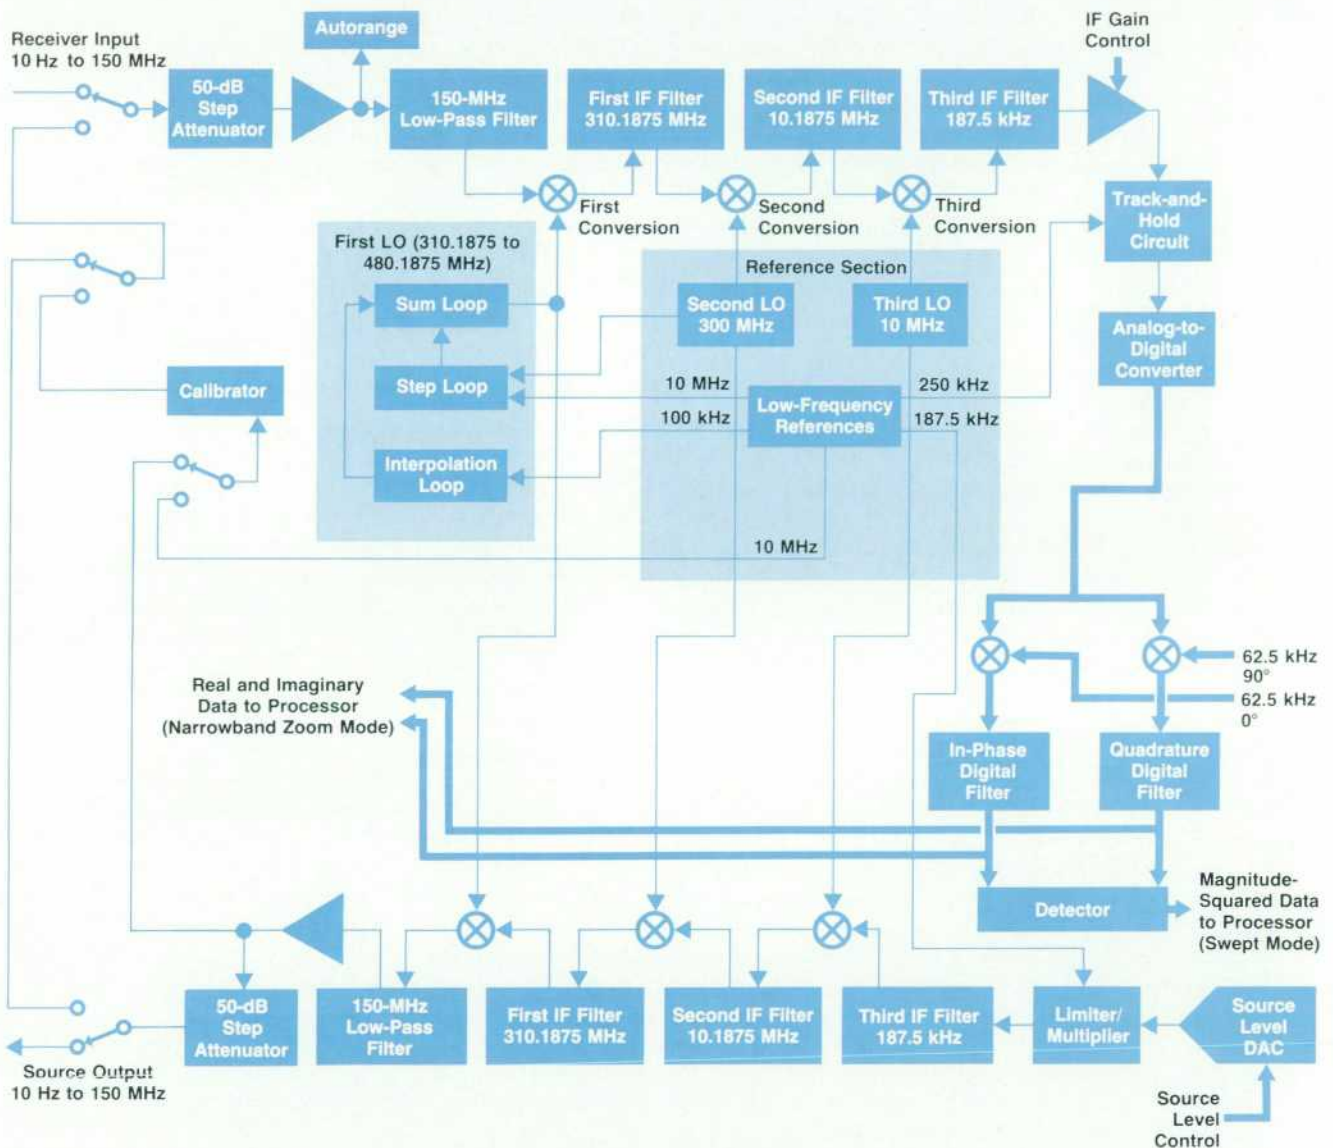 Receiver Input
10 Hz to 150 MHz
Autorange
IF Gain
Control
50-dB
Step
Attenuator
150-MHz
Low-Pass Filter
First IF Filter
310.1875 MHz
Second IF Filter
10.1875 MHz
Third IF Filter
187.5 kHz
First
Conversion
Second
Conversion
Third
Conversion
Track-and-
Hold
Circuit
First LO (310.1875 to
480.1875 MHz)
Sum Loop
Step Loop
Interpolation
Loop
Reference Section
Second LO
300 MHz
Third LO
10 MHz
10 MHz
100 kHz
Low-Frequency
References
250 kHz
187.5 kHz
10 MHz
Analog-to-
Digital
Converter
Calibrator
62.5 kHz
90°
62.5 kHz
0°
Real and Imaginary
Data to Processor
(Narrowband Zoom Mode)
In-Phase
Digital
Filter
Quadrature
Digital
Filter
Detector
Magnitude-
Squared Data
to Processor
(Swept Mode)
50-dB
Step
Attenuator
150-MHz
Low-Pass
Filter
First IF Filter
310.1875 MHz
Second IF Filter
10.1875 MHz
Third IF Filter
187.5 kHz
Limiter/
Multiplier
Source
Level
DAC
Source Output
10 Hz to 150 MHz
Source
Level
Control